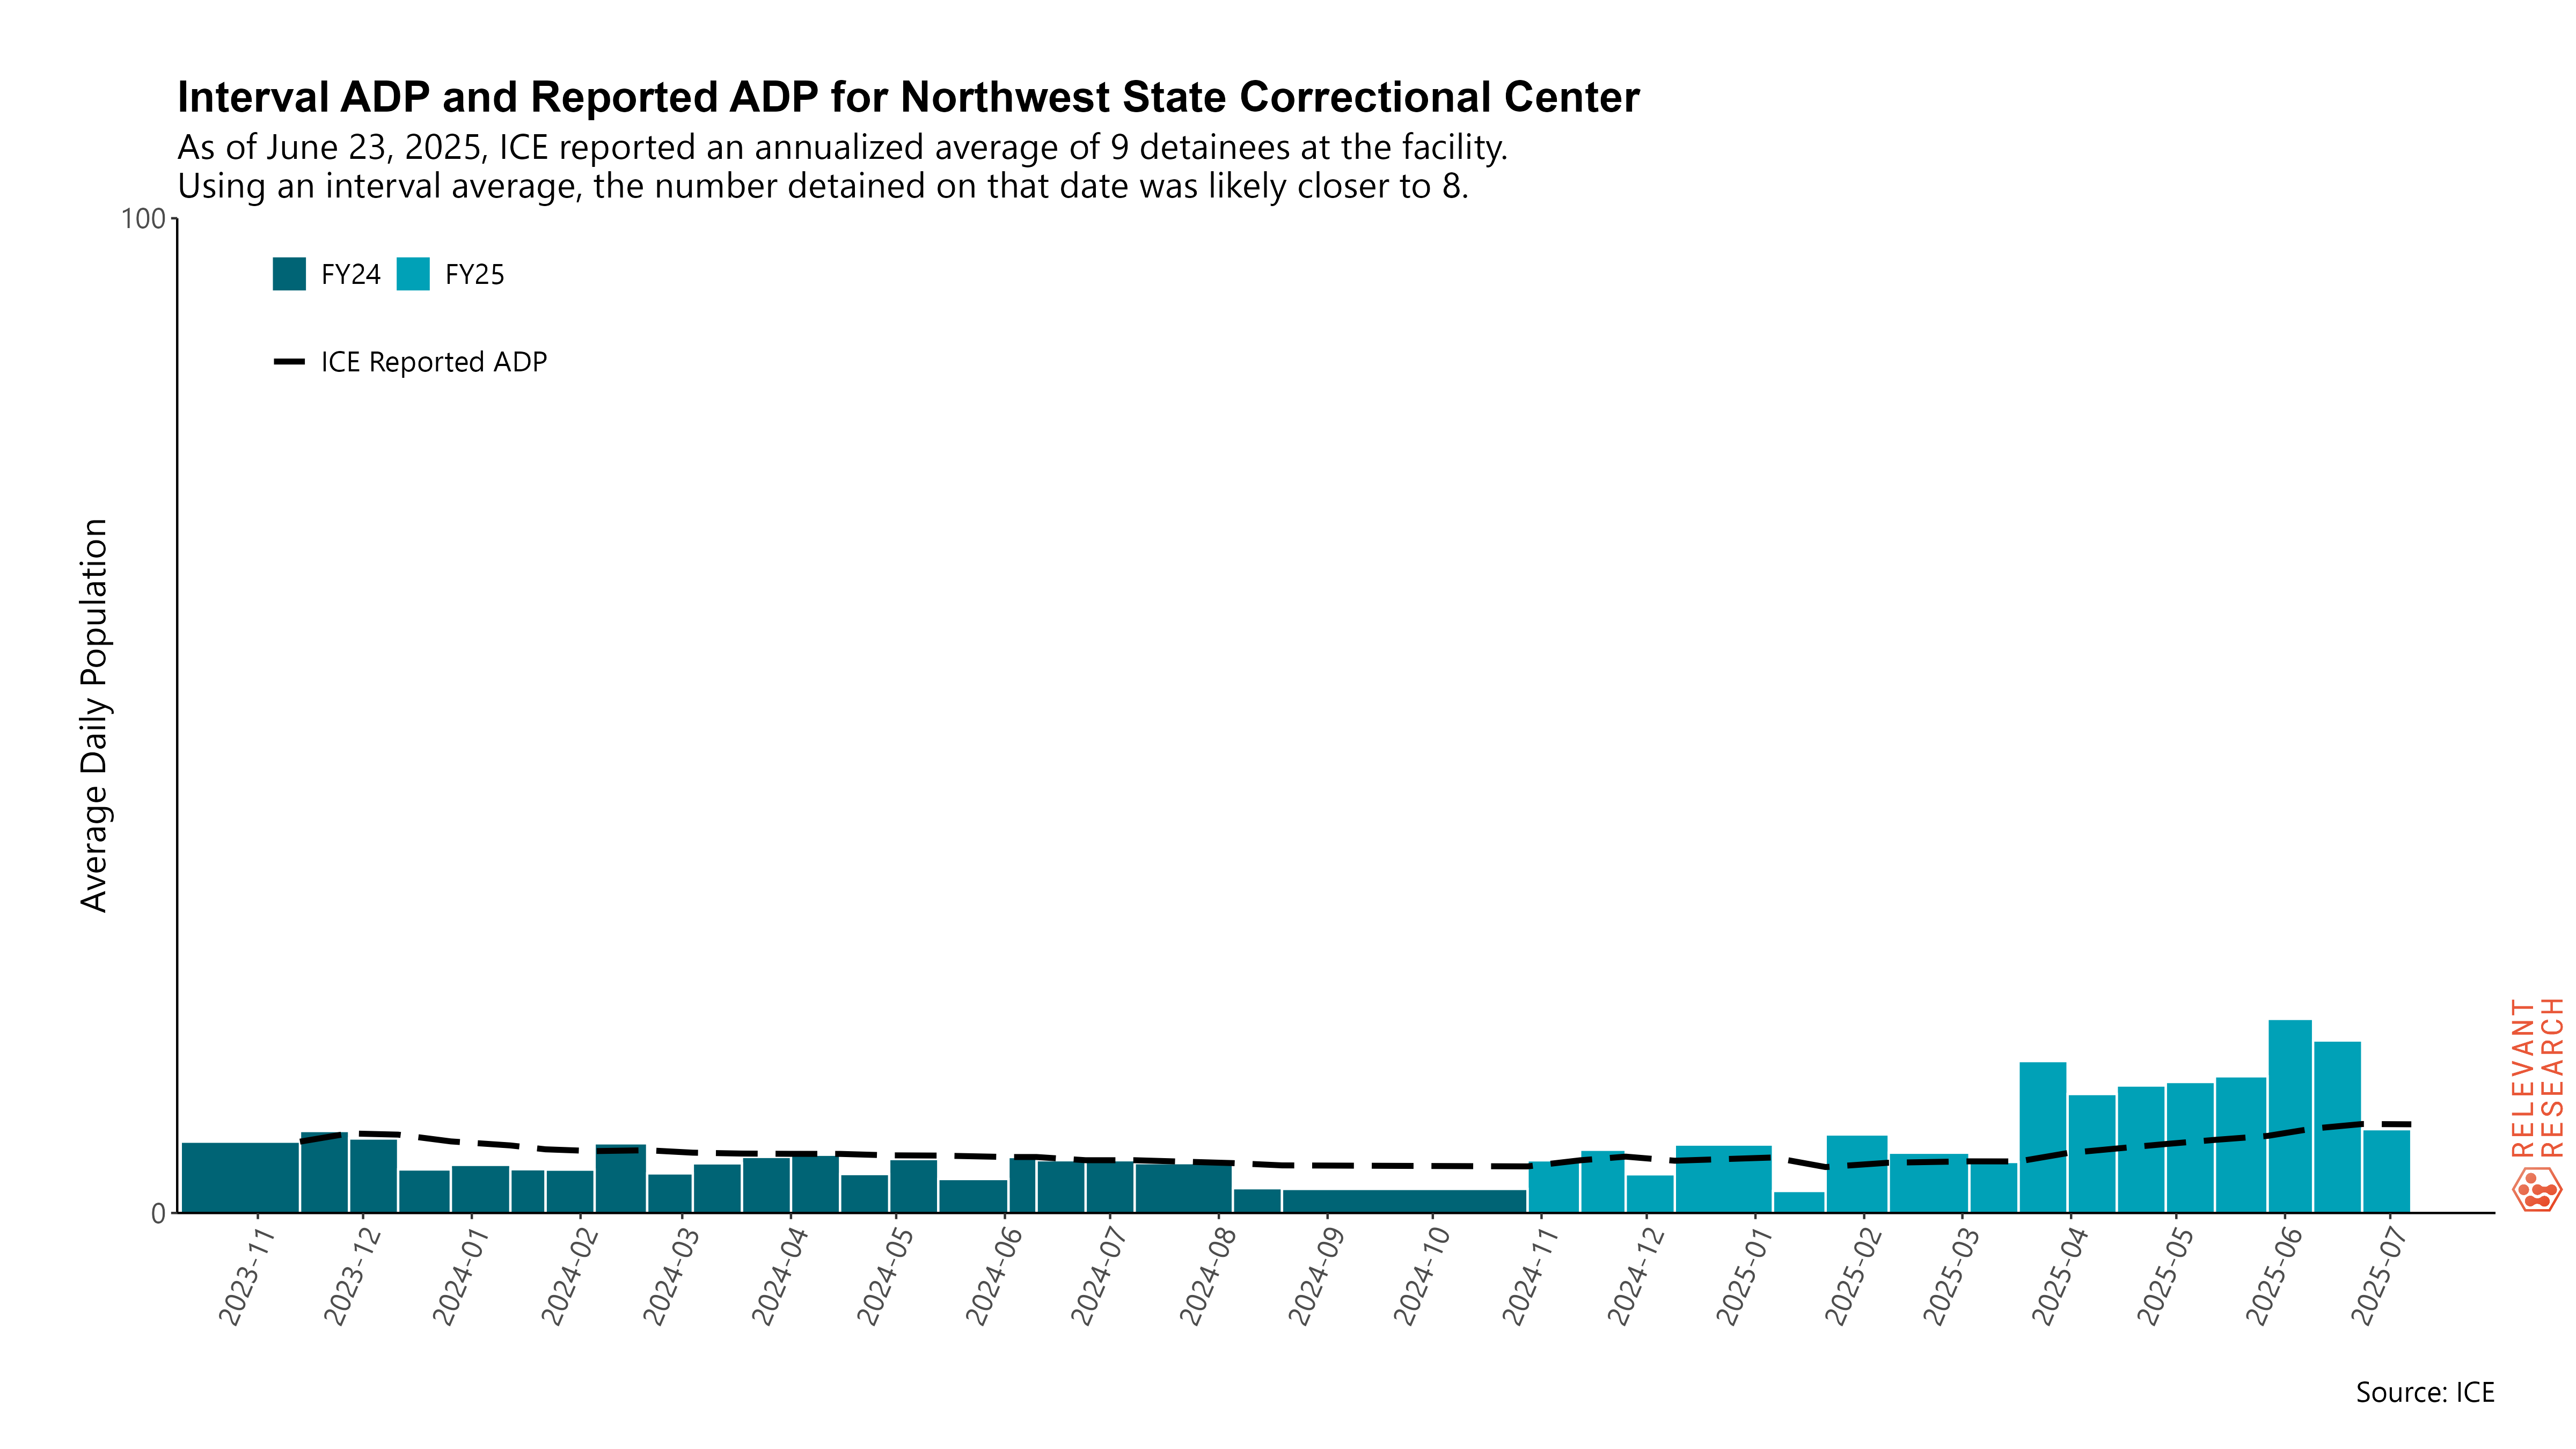 Interval ADP and Reported ADP for Northwest State Correctional Center
As of June 23, 2025, ICE reported an annualized average of 9 detainees at the facility.
Using an interval average, the number detained on that date was likely closer to 8.
100
FY24
FY25
ICE Reported ADP
Average Daily Population
0
2023-11
2023-12
2024-01
2024-02
2024-03
2024-04
2024-05
2024-06
2024-07
2024-08
2024-09
2024-10
2024-11
2024-12
2025-01
2025-02
2025-03
2025-04
2025-05
2025-06
2025-07
RELEVANT
RESEARCH
Source: ICE